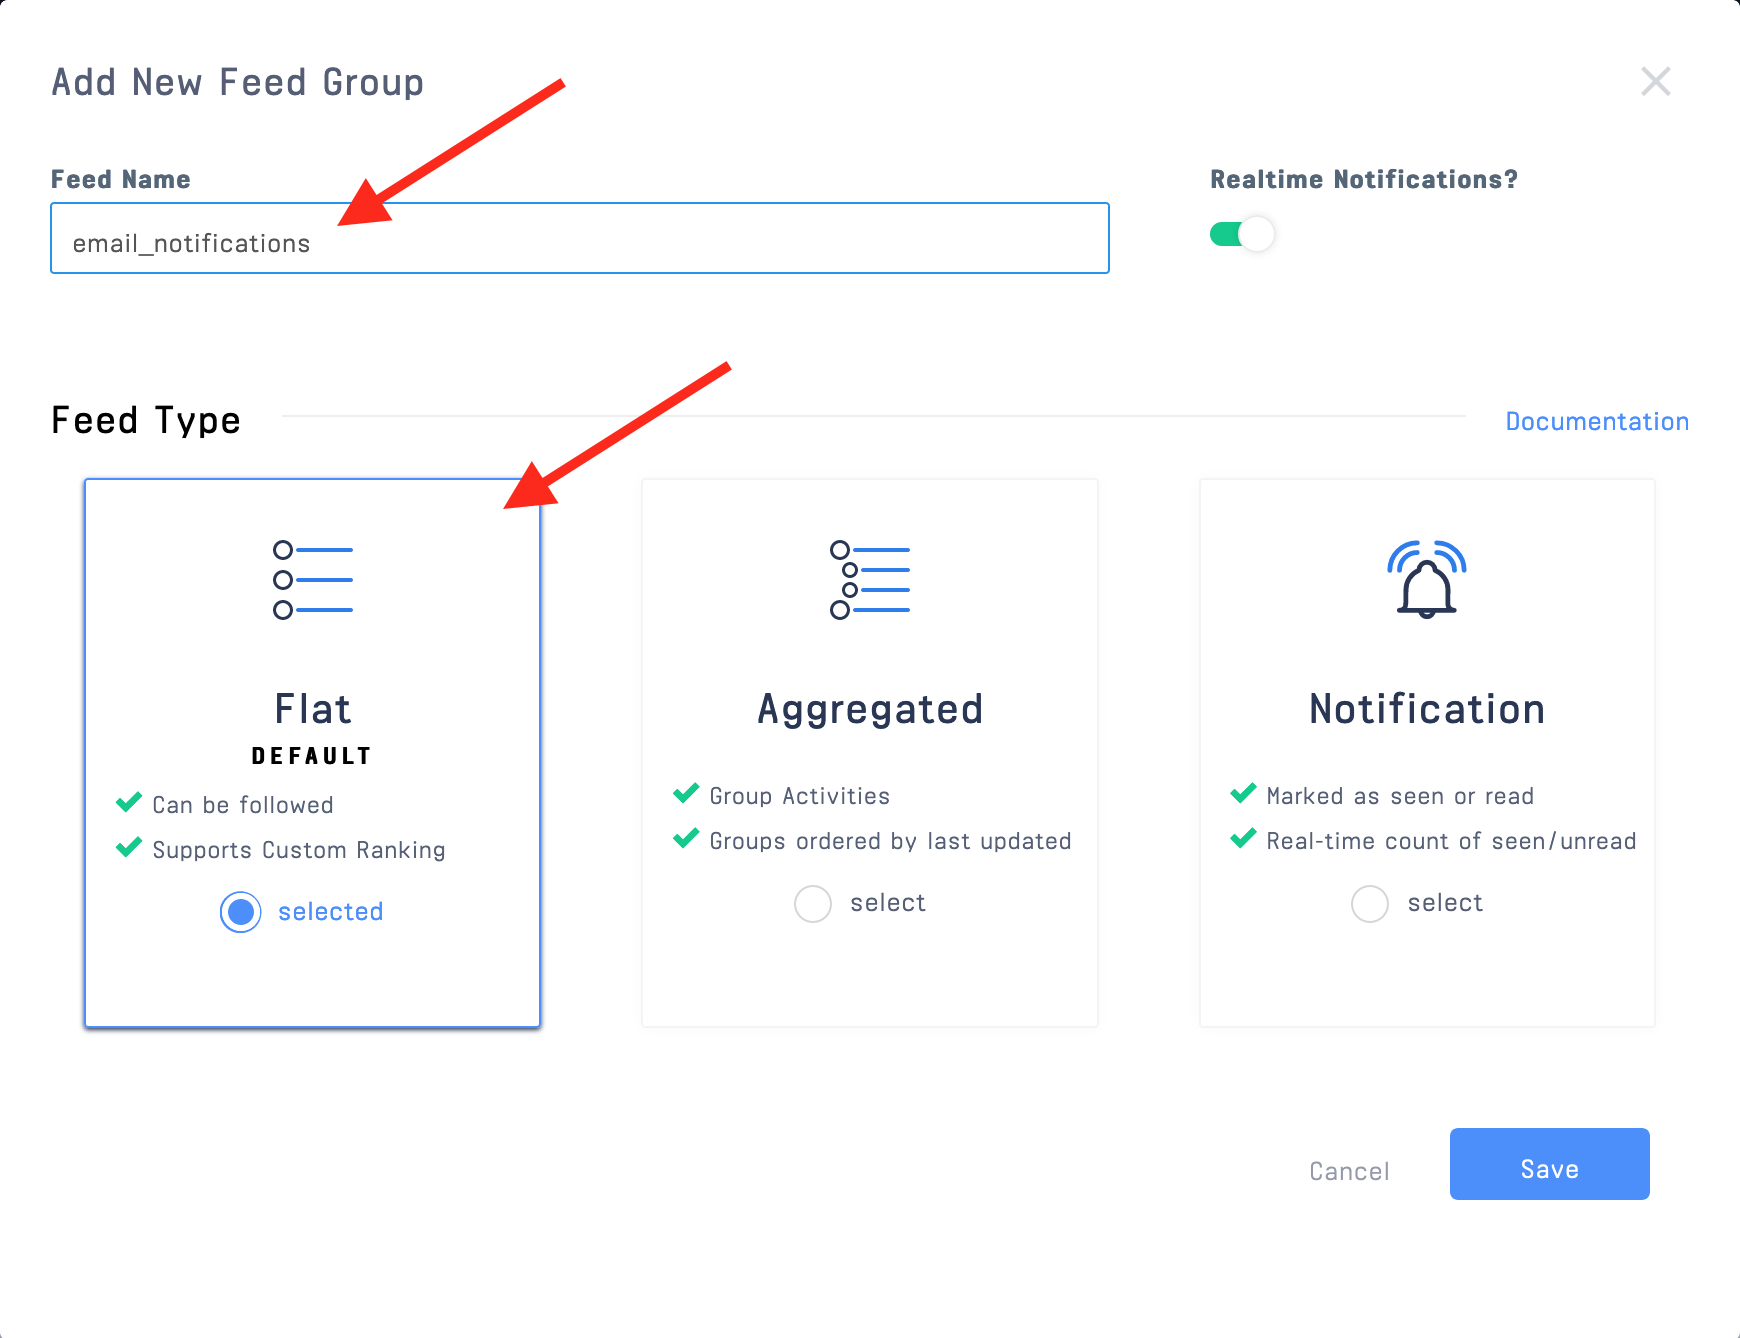 Add New Feed Group
Feed Name
Realtime Notifications?
email_notifications
Feed Type
Documentation
Flat
DEFAULT
Can be followed
Supports Custom Ranking
selected
Aggregated
Group Activities
Groups ordered by last updated
select
Notification
Marked as seen or read
Real-time count of seen/unread
select
Cancel
Save